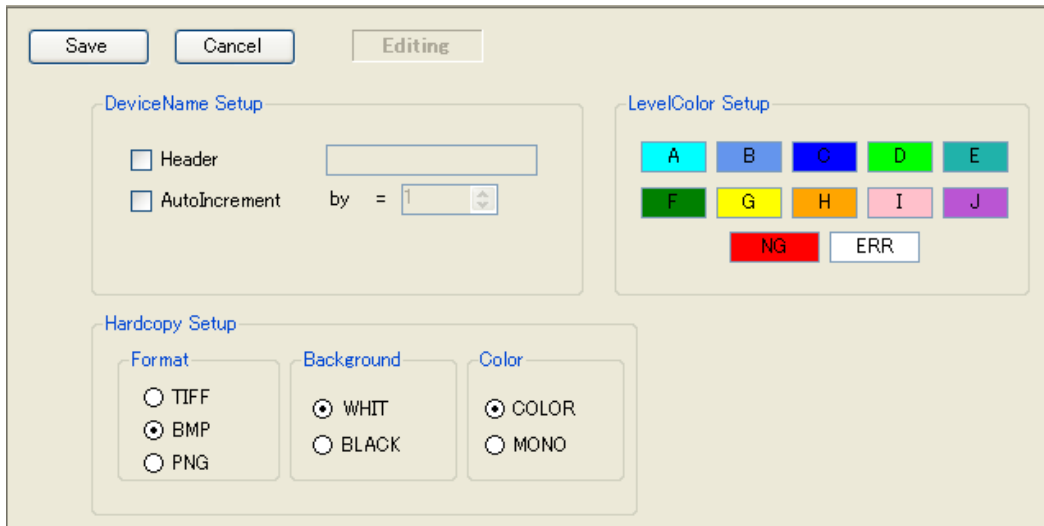 Save Cancel Editing
DeviceName Setup
Header
AutoIncrement by = 1
LevelColor Setup
A B C D E
F G H I J
NG ERR
Hardcopy Setup
Format
TIFF
BMP
PNG
Background
WHIT
BLACK
Color
COLOR
MONO